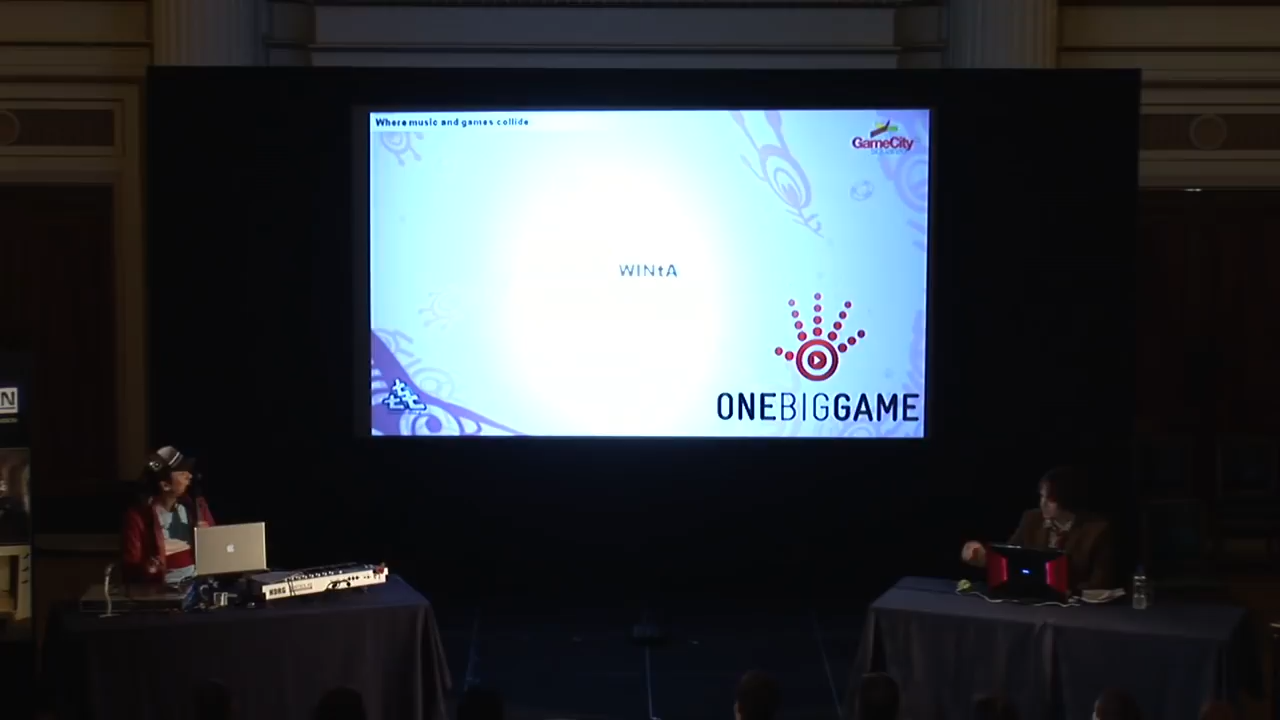 Where music and games collide
GameCity
WINtA
ONEBIGGAME
N
KORG